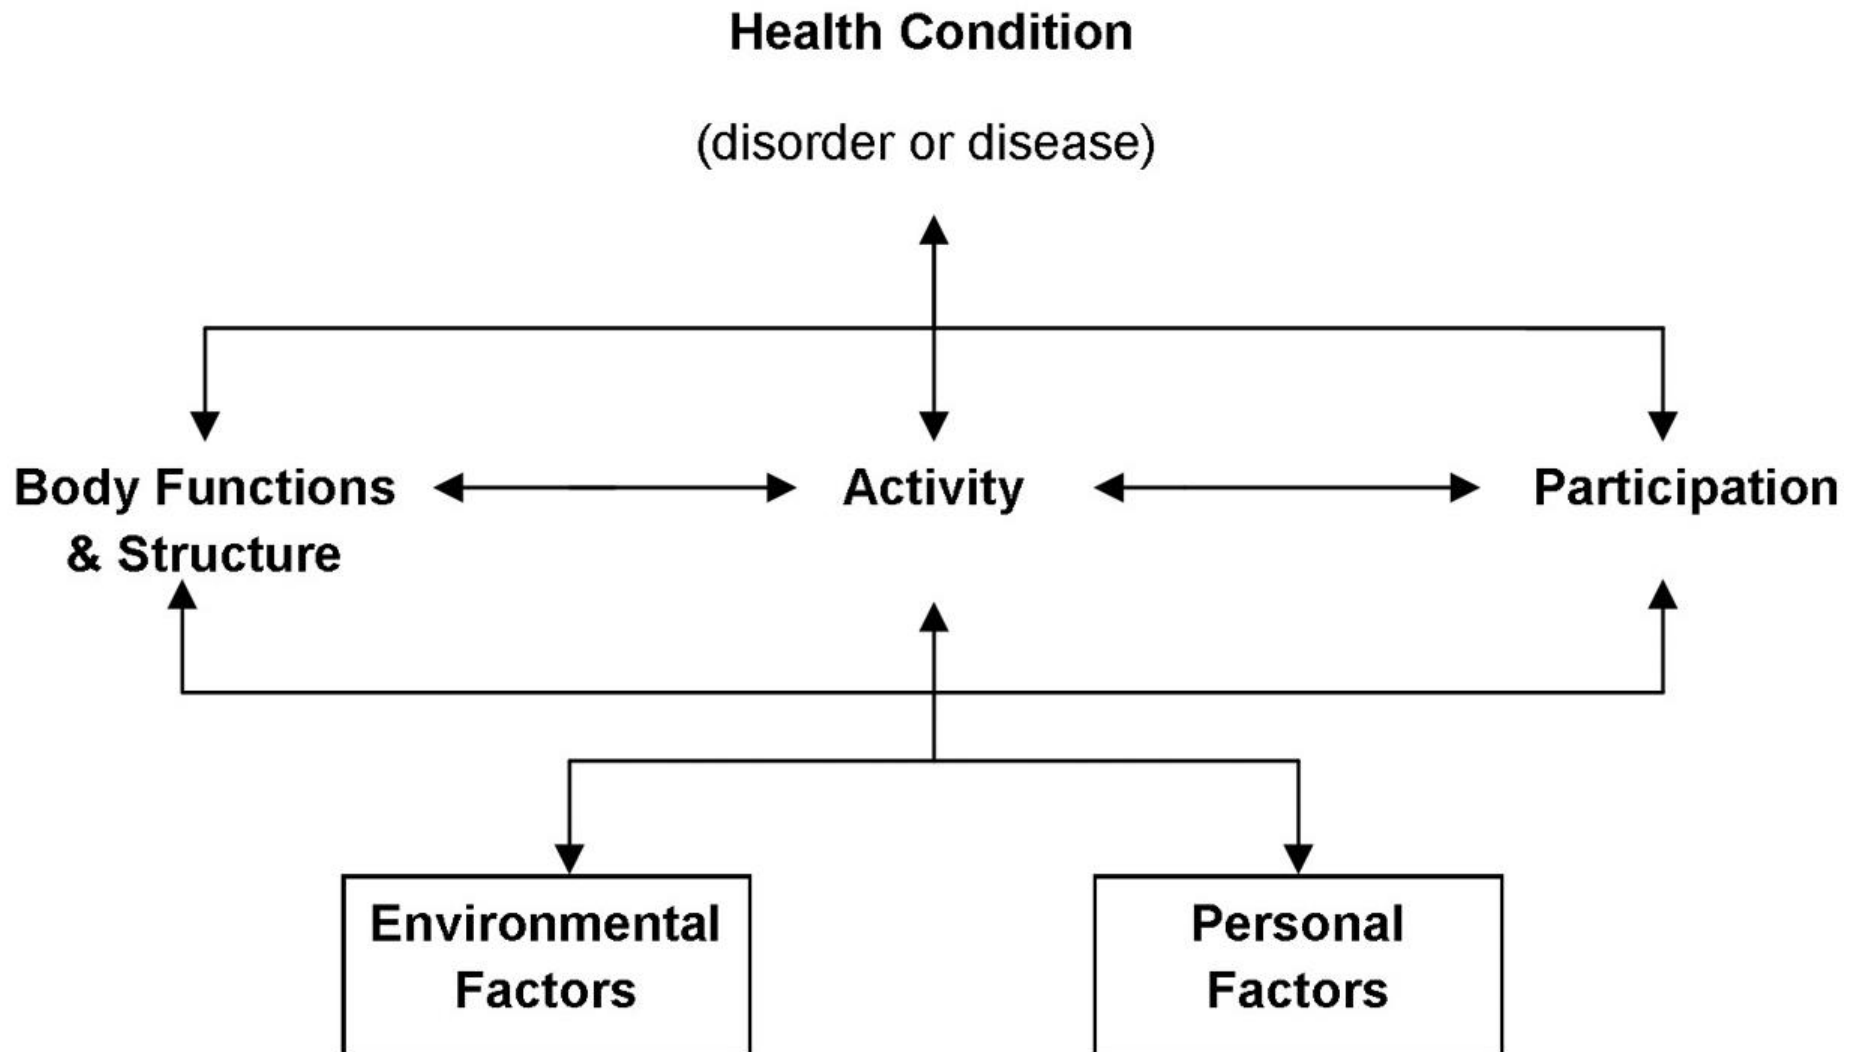 Health Condition
(disorder or disease)
Body Functions
& Structure
Activity
Participation
Environmental
Factors
Personal
Factors